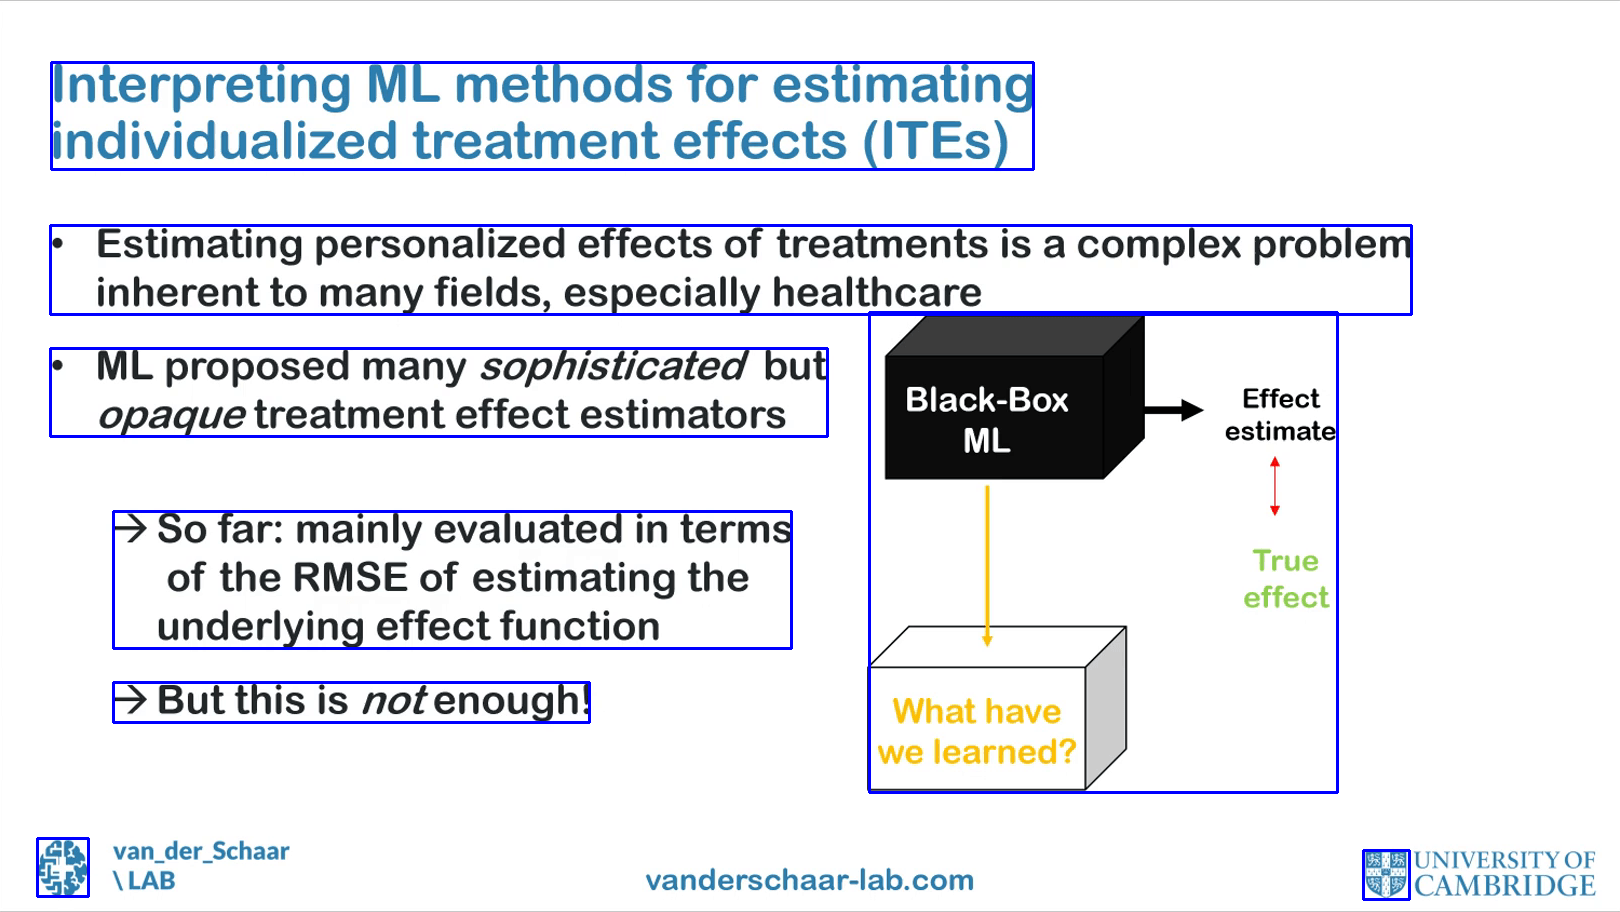 Interpreting ML methods for estimating
individualized treatment effects (ITEs)
• Estimating personalized effects of treatments is a complex problem
inherent to many fields, especially healthcare
• ML proposed many sophisticated but
opaque treatment effect estimators
→ So far: mainly evaluated in terms
of the RMSE of estimating the
underlying effect function
→ But this is not enough!
Black-Box
ML
Effect
estimate
True
effect
What have
we learned?
van_der_Schaar
\ LAB
vanderschaar-lab.com
UNIVERSITY OF
CAMBRIDGE